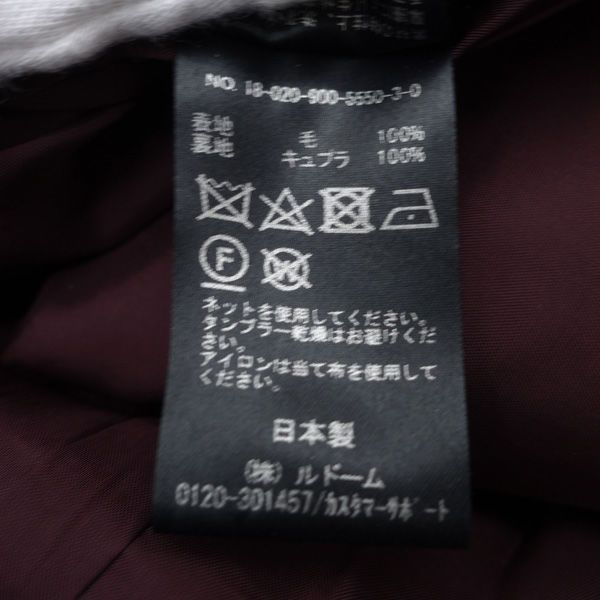 NO. 18-020-900-5550-3-0
表地 毛 100%
裏地 キュプラ 100%
F
W
ネットを使用してください。
タンブラー乾燥はお避けくだ
さい。
アイロンは当て布を使用して
ください。
日本製
(株) ルドーム
0120-301457/カスタマーサポート